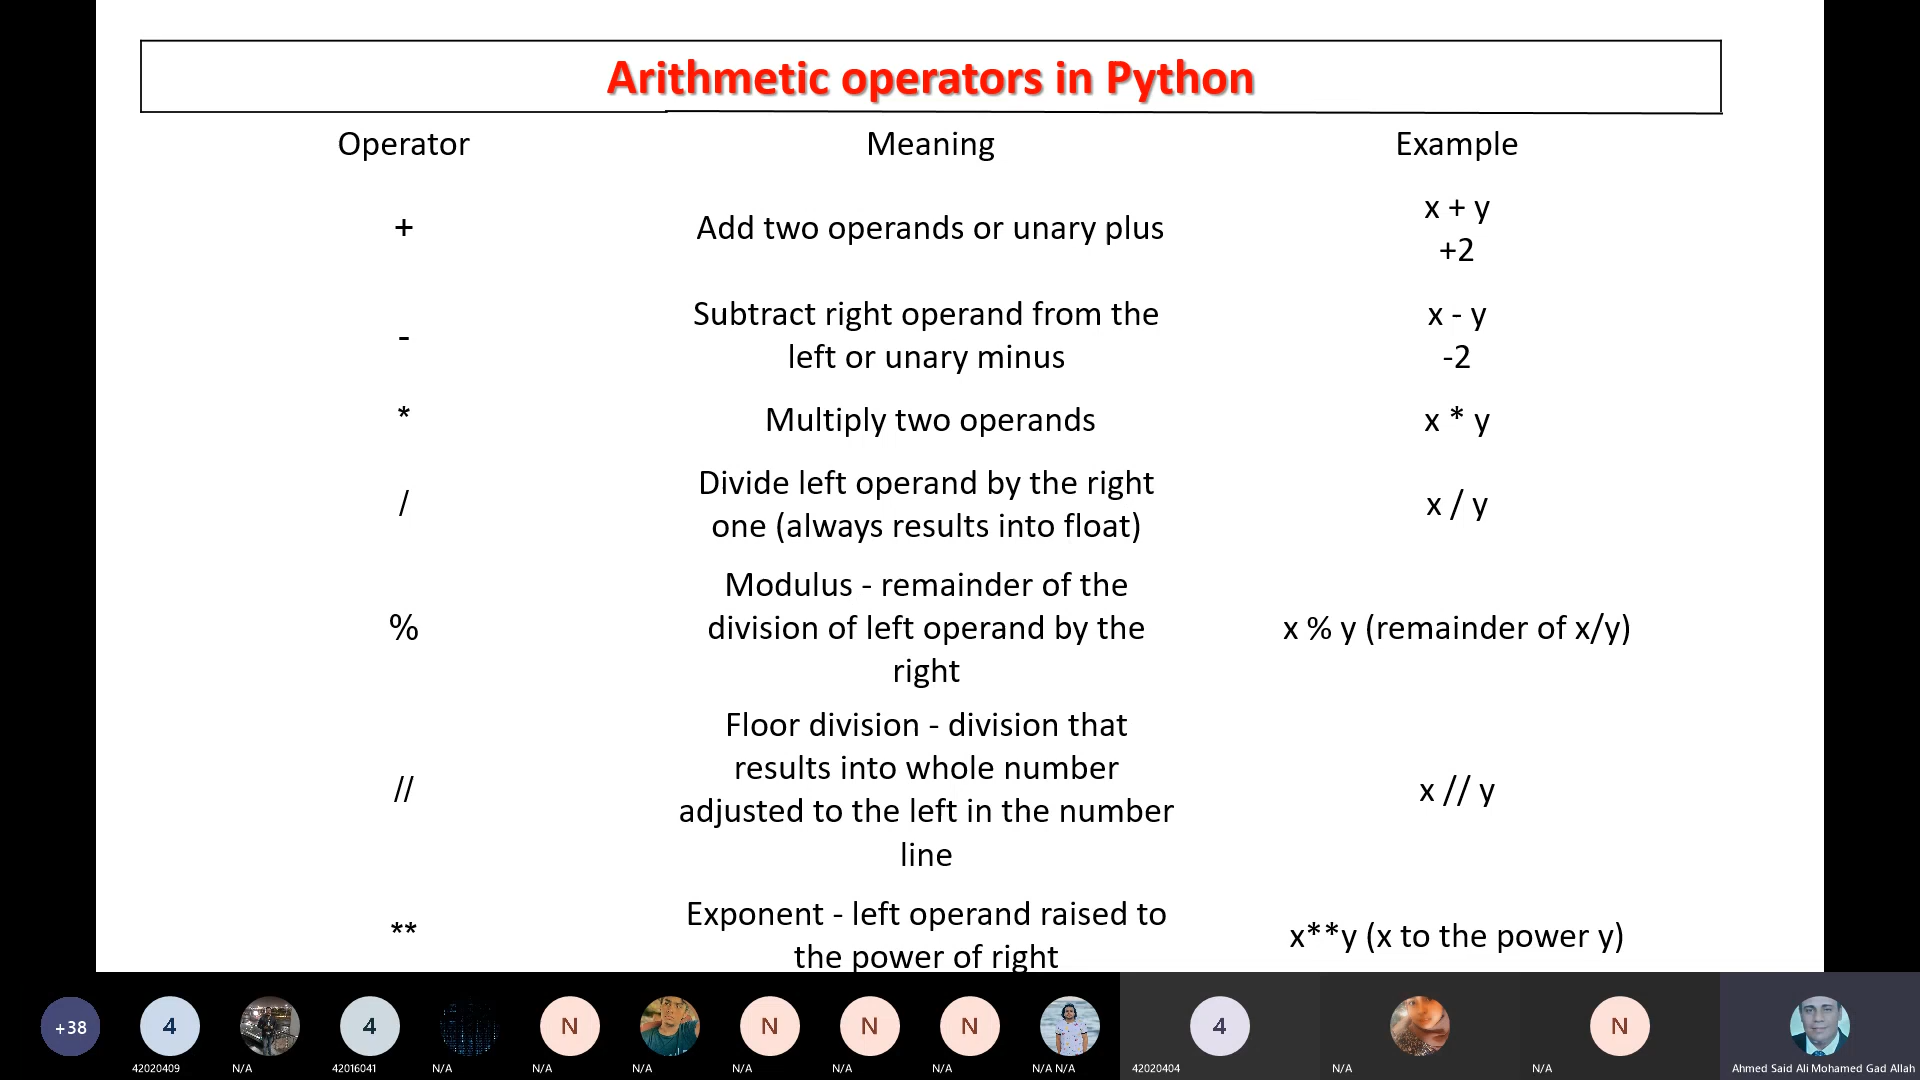 Arithmetic operators in Python
Operator Meaning Example
+ Add two operands or unary plus x + y
+2
- Subtract right operand from the
left or unary minus x - y
-2
* Multiply two operands x * y
/ Divide left operand by the right
one (always results into float) x / y
% Modulus - remainder of the
division of left operand by the
right x % y (remainder of x/y)
// Floor division - division that
results into whole number
adjusted to the left in the number
line x // y
** Exponent - left operand raised to
the power of right x**y (x to the power y)
+38 4 4 N N N N 4 N
42020409 N/A 42016041 N/A N/A N/A N/A N/A N/A N/A N/A 42020404 N/A N/A Ahmed Said Ali Mohamed Gad Allah